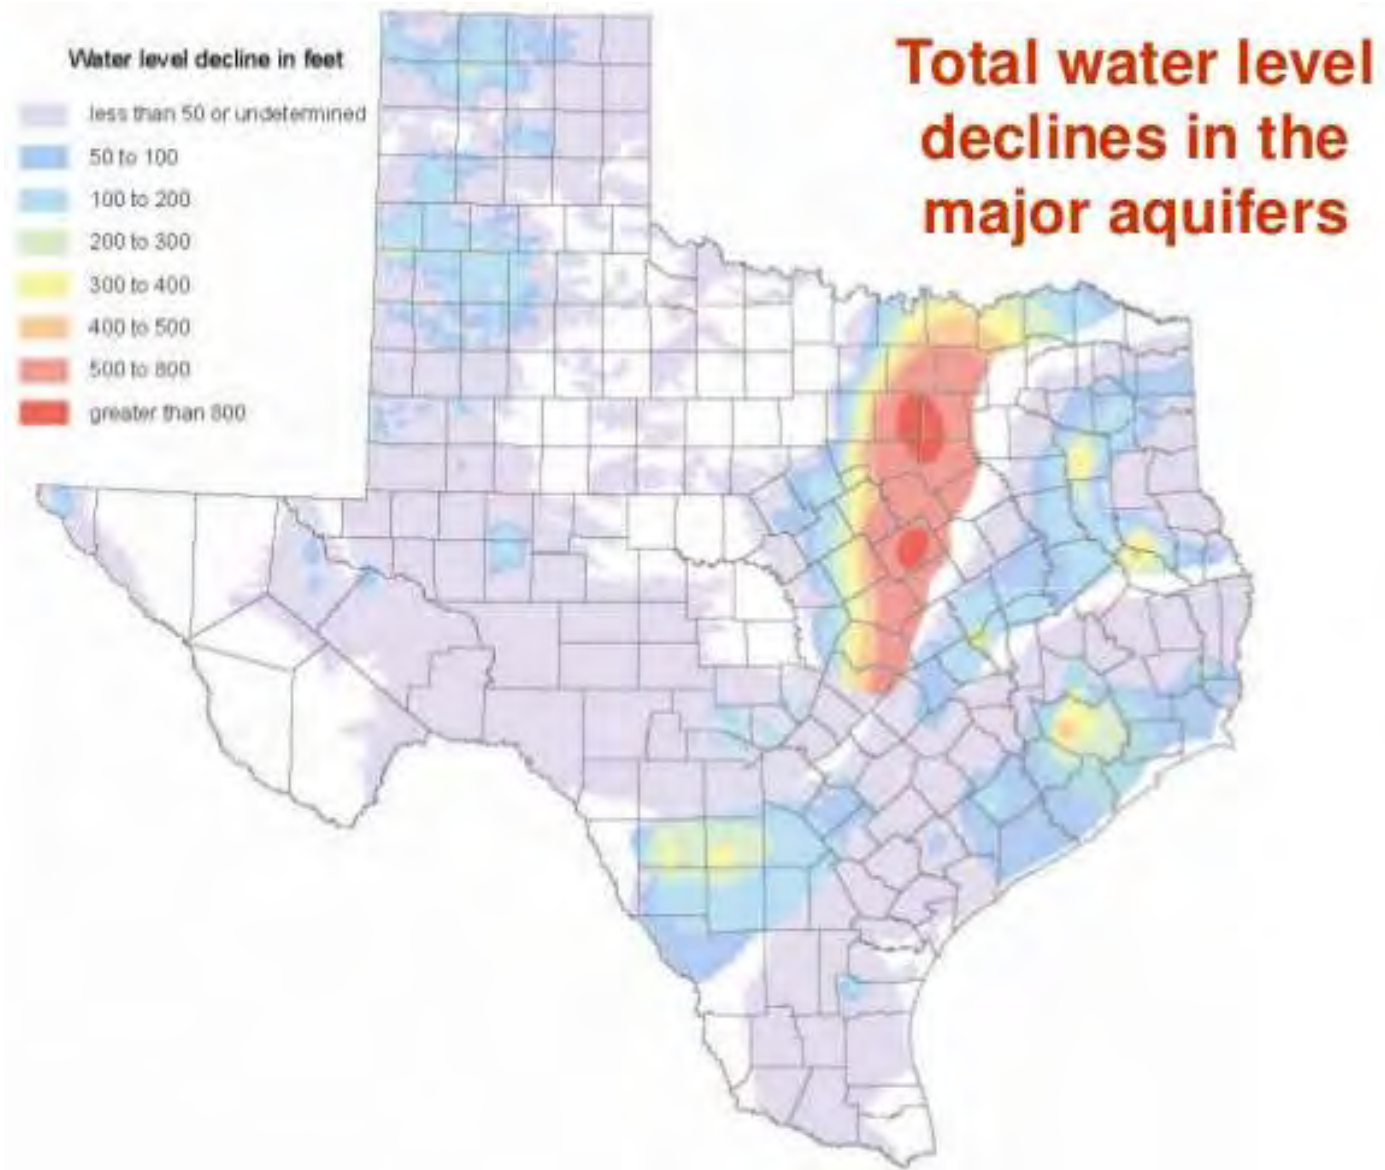 Total water level
declines in the
major aquifers
Water level decline in feet
less than 50 or undetermined
50 to 100
100 to 200
200 to 300
300 to 400
400 to 500
500 to 800
greater than 800